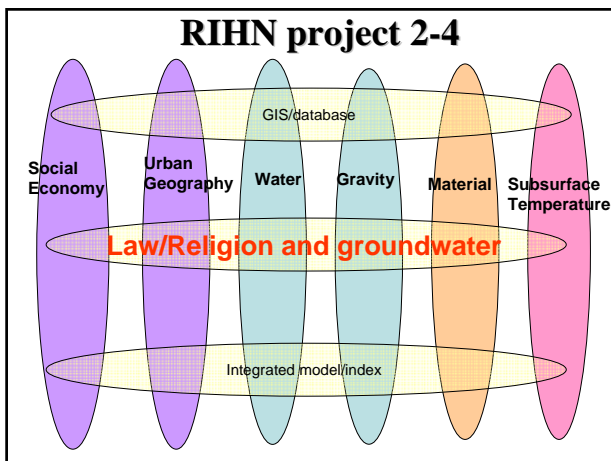 RIHN project 2-4
GIS/database
Social
Economy
Urban
Geography
Water
Gravity
Material
Subsurface
Temperature
Law/Religion and groundwater
Integrated model/index